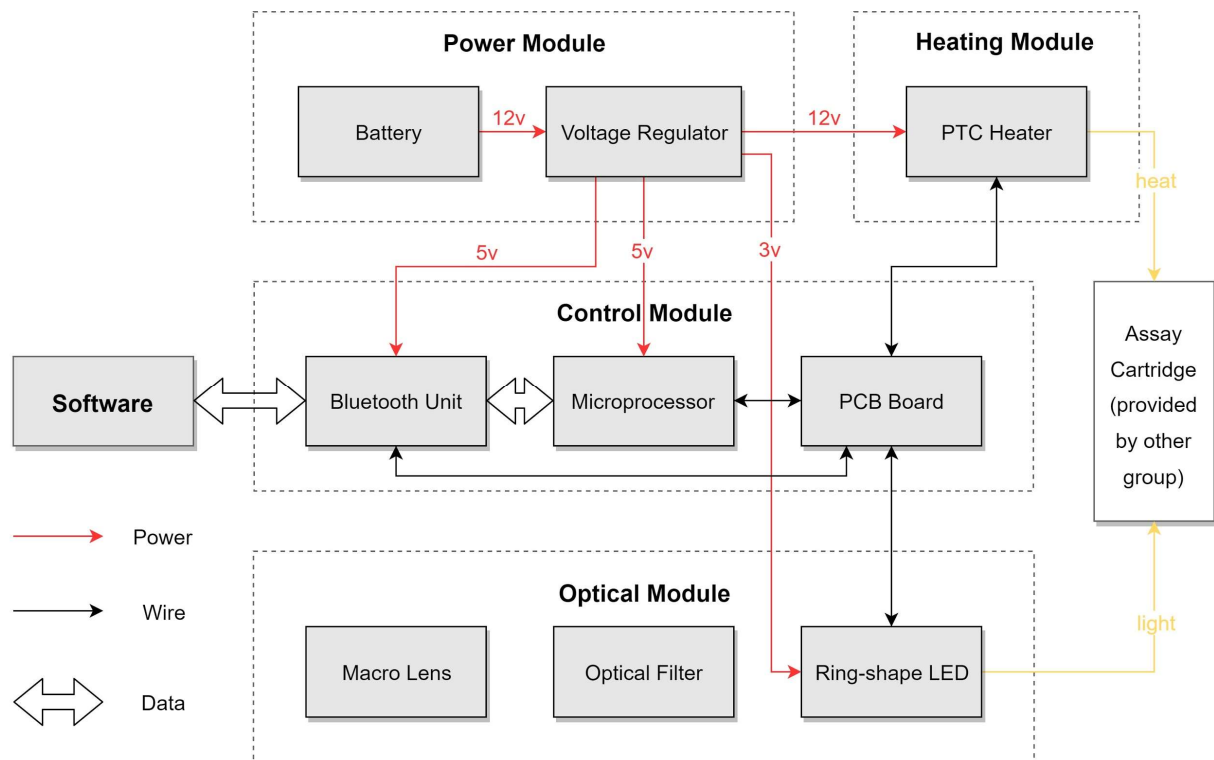 Power Module
Heating Module
Battery
12v
Voltage Regulator
12v
PTC Heater
heat
5v
5v
3v
Control Module
Software
Bluetooth Unit
Microprocessor
PCB Board
Assay
Cartridge
(provided
by other
group)
Power
Wire
Data
Optical Module
Macro Lens
Optical Filter
Ring-shape LED
light